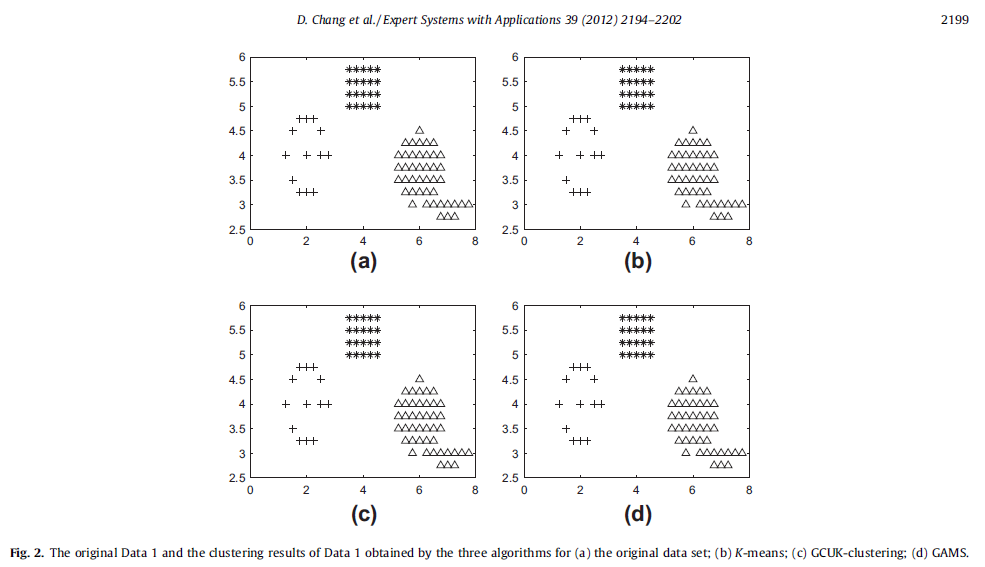 D. Chang et al./Expert Systems with Applications 39 (2012) 2194–2202 2199
6 6
5.5 5.5
5 5
4.5 4.5
4 4
3.5 3.5
3 3
2.5 2.5
0 2 4 6 8 0 2 4 6 8
(a) (b)
6 6
5.5 5.5
5 5
4.5 4.5
4 4
3.5 3.5
3 3
2.5 2.5
0 2 4 6 8 0 2 4 6 8
(c) (d)
Fig. 2. The original Data 1 and the clustering results of Data 1 obtained by the three algorithms for (a) the original data set; (b) K-means; (c) GCUK-clustering; (d) GAMS.